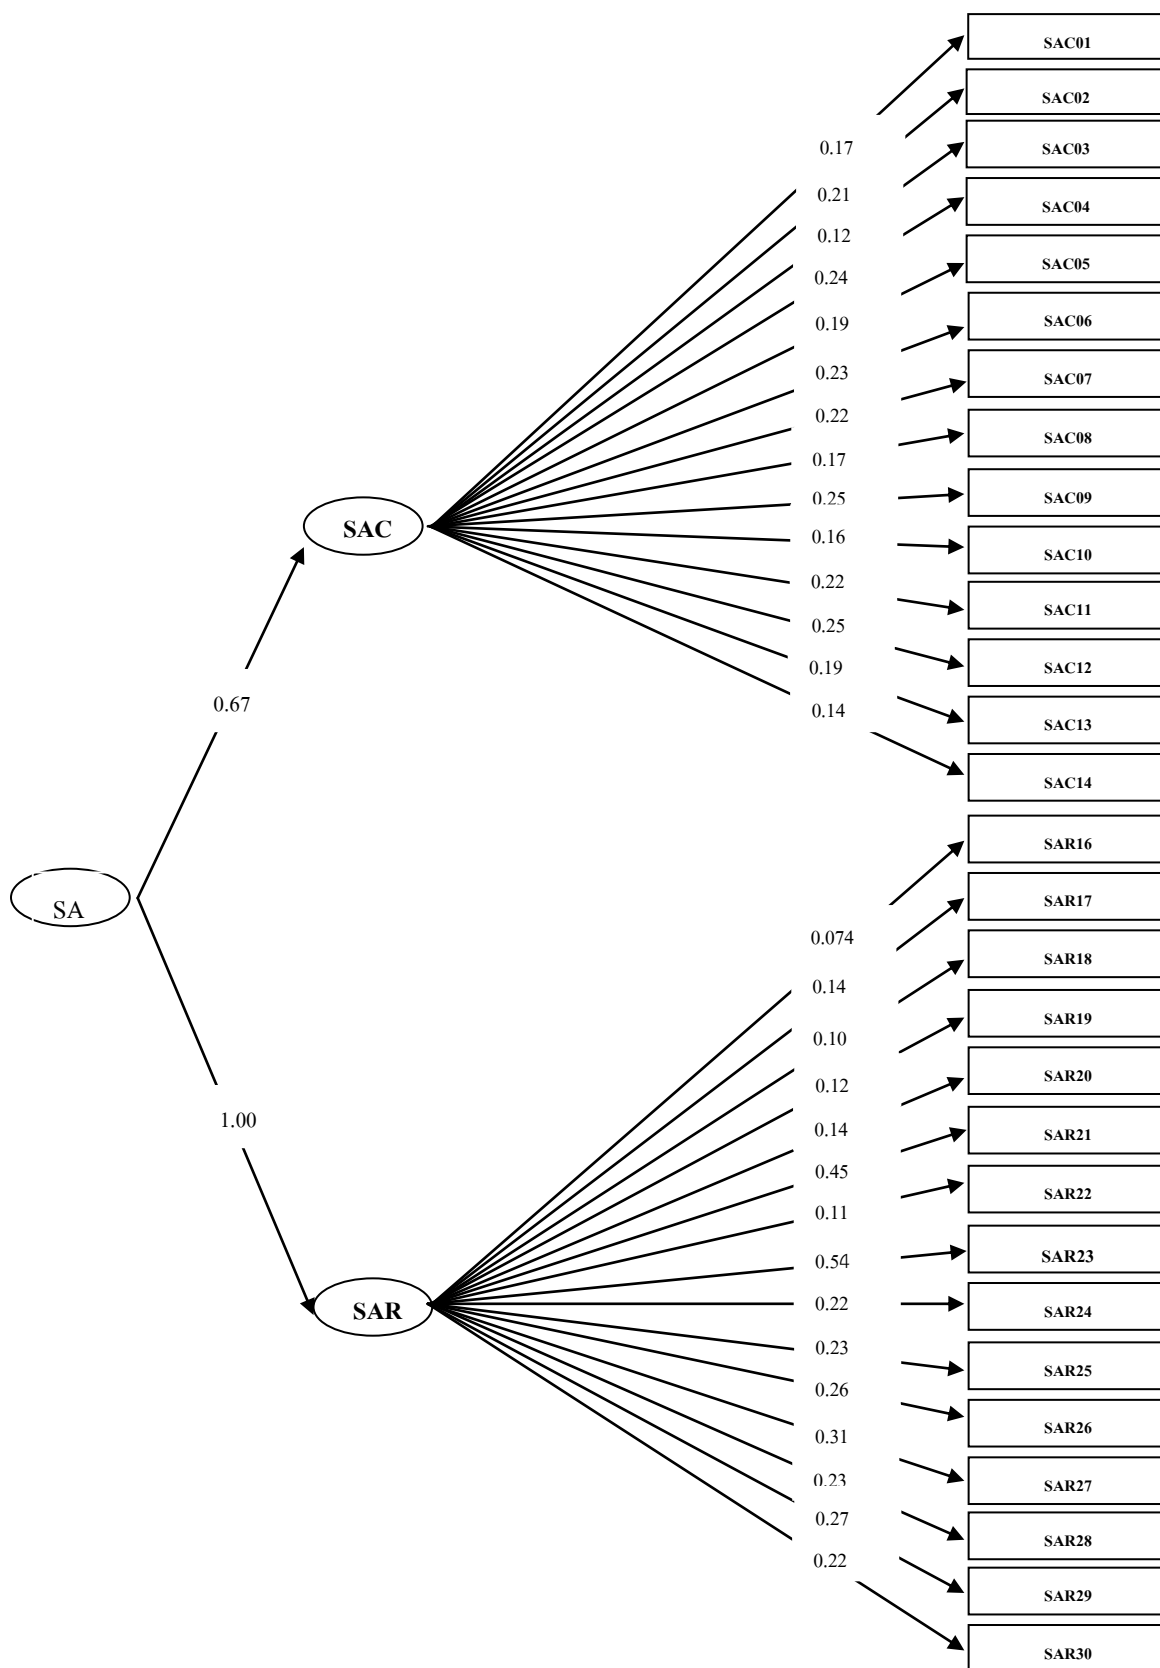 SAC01
SAC02
SAC03
SAC04
SAC05
SAC06
SAC07
SAC08
SAC09
SAC10
SAC11
SAC12
SAC13
SAC14
SAR16
SAR17
SAR18
SAR19
SAR20
SAR21
SAR22
SAR23
SAR24
SAR25
SAR26
SAR27
SAR28
SAR29
SAR30
0.17
0.21
0.12
0.24
0.19
0.23
0.22
0.17
0.25
0.16
0.22
0.25
0.19
0.14
0.074
0.14
0.10
0.12
0.14
0.45
0.11
0.54
0.22
0.23
0.26
0.31
0.23
0.27
0.22
SAC
0.67
SA
1.00
SAR